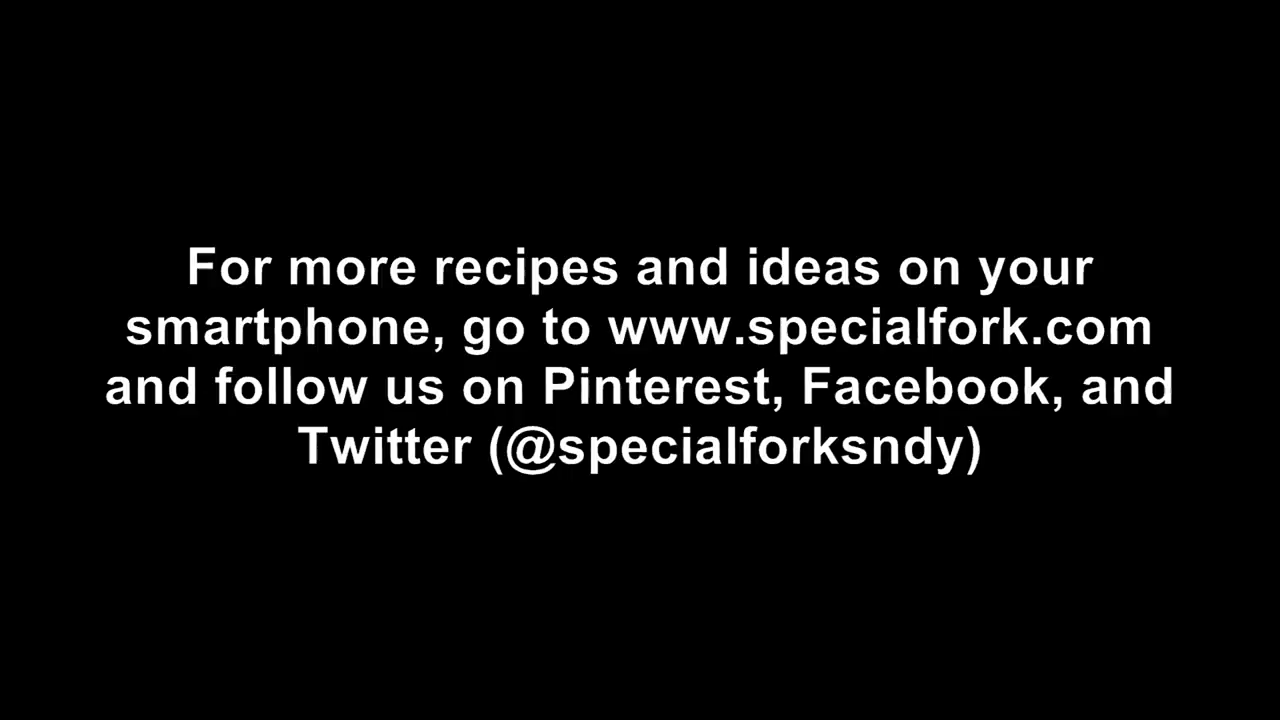 For more recipes and ideas on your
smartphone, go to www.specialfork.com
and follow us on Pinterest, Facebook, and
Twitter (@specialforksndy)